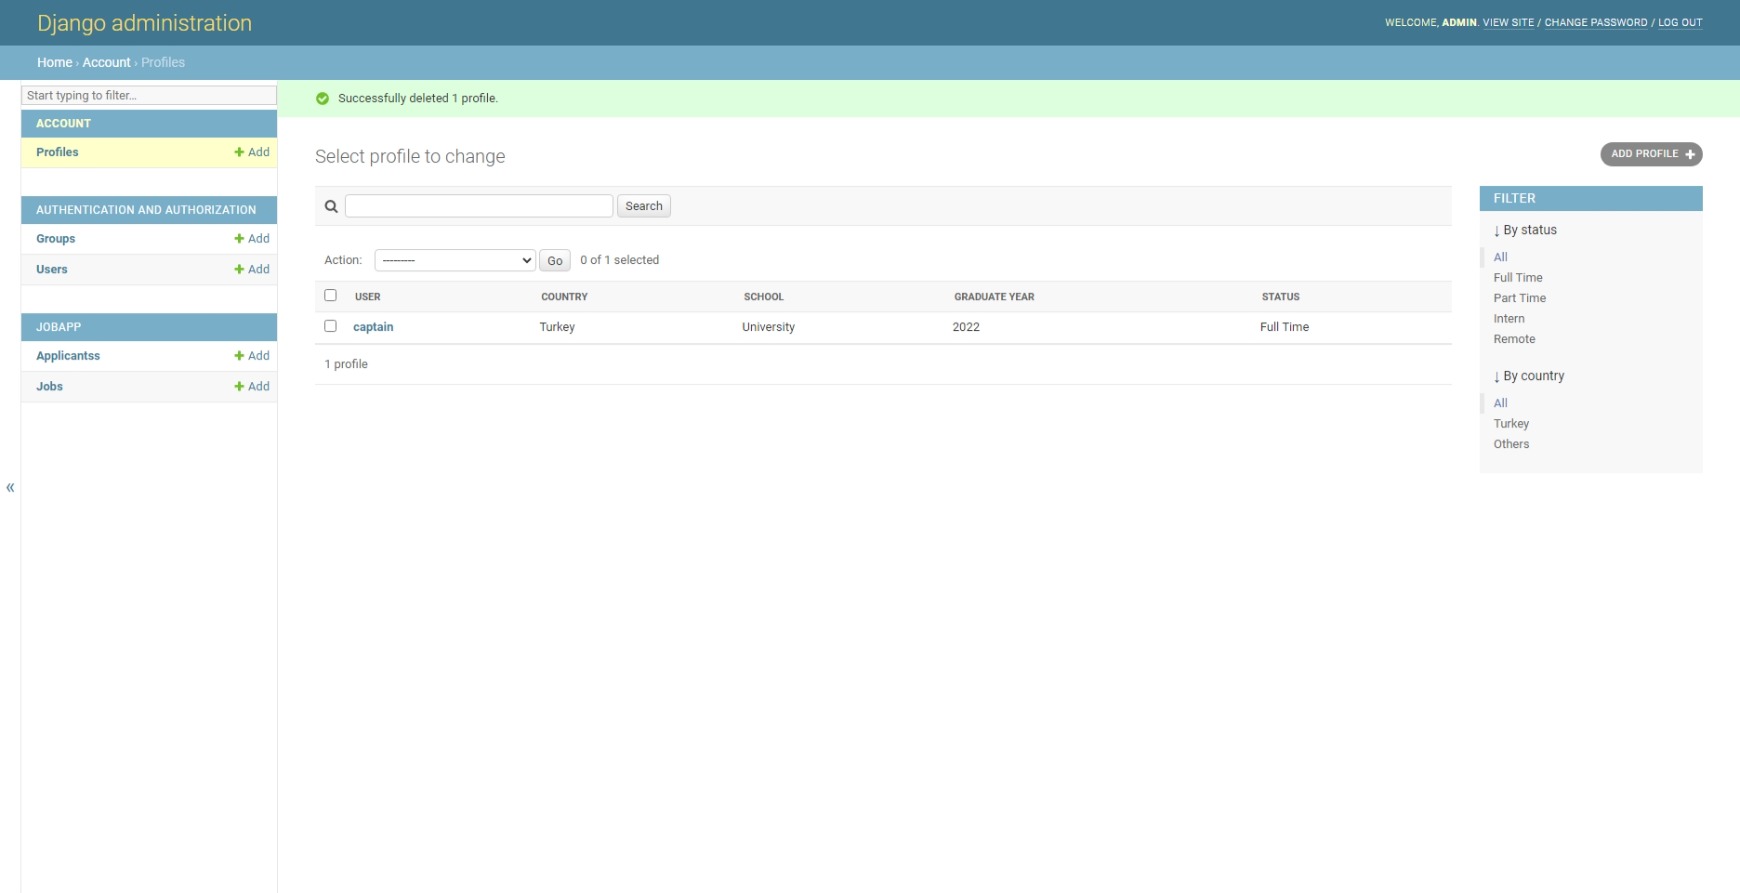 Django administration
WELCOME, ADMIN. VIEW SITE / CHANGE PASSWORD / LOG OUT
Home › Account › Profiles
Start typing to filter...
ACCOUNT
Profiles + Add
AUTHENTICATION AND AUTHORIZATION
Groups + Add
Users + Add
JOBAPP
Applicantss + Add
Jobs + Add
«
Successfully deleted 1 profile.
Select profile to change
ADD PROFILE +
Search
Action: --------- Go 0 of 1 selected
USER COUNTRY SCHOOL GRADUATE YEAR STATUS
captain Turkey University 2022 Full Time
1 profile
FILTER
↓ By status
All
Full Time
Part Time
Intern
Remote
↓ By country
All
Turkey
Others